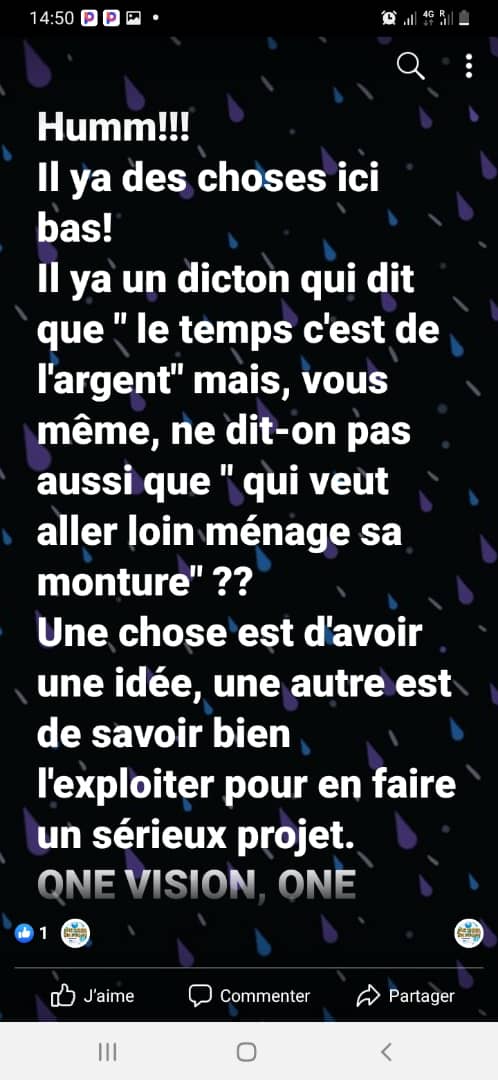 14:50
4G R
Humm!!!
Il ya des choses ici
bas!
Il ya un dicton qui dit
que " le temps c'est de
l'argent" mais, vous
même, ne dit-on pas
aussi que " qui veut
aller loin ménage sa
monture" ??
Une chose est d'avoir
une idée, une autre est
de savoir bien
l'exploiter pour en faire
un sérieux projet.
ONE VISION, ONE
1
J'aime
Commenter
Partager